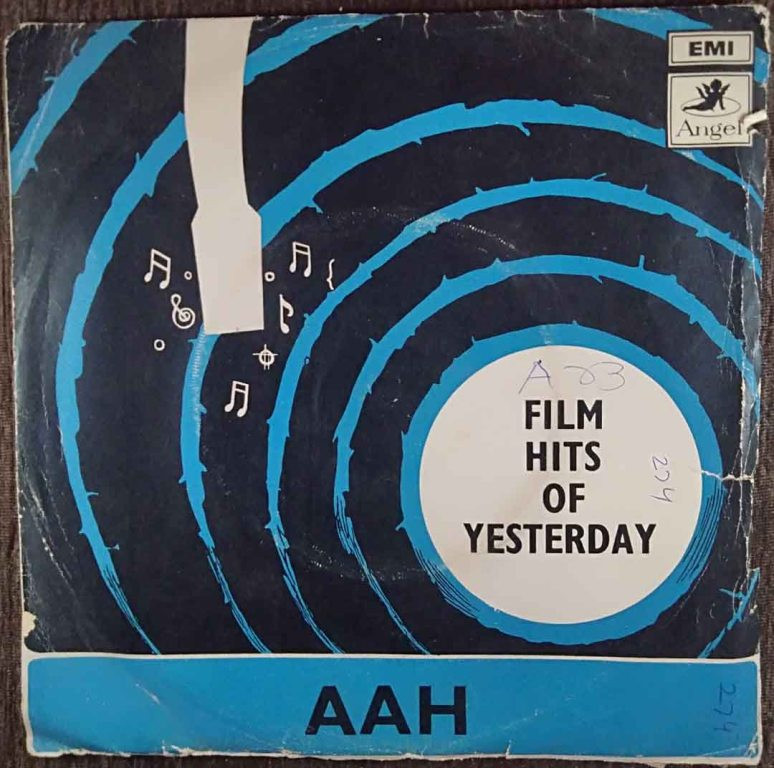 EMI
Angel
A 73
FILM
HITS
OF
YESTERDAY
274
AAH
274